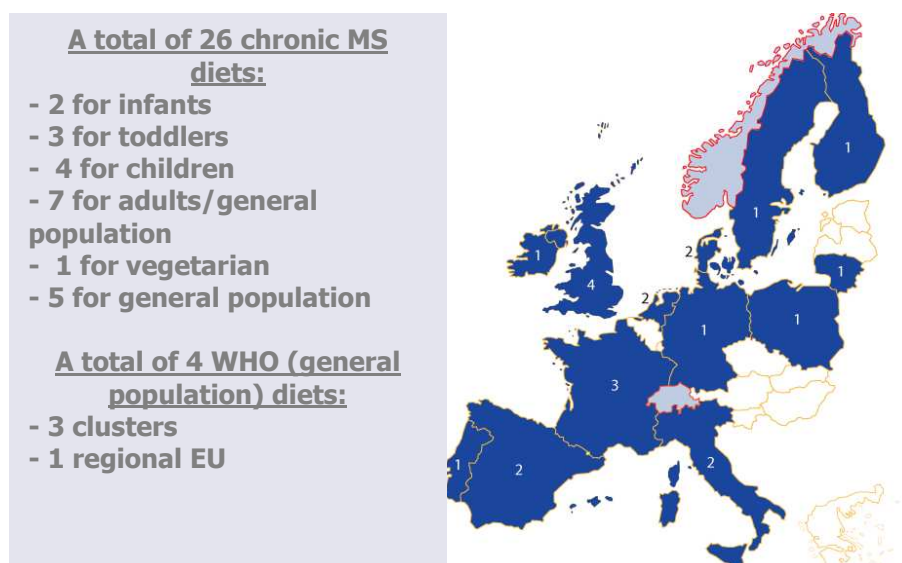 A total of 26 chronic MS
diets:
- 2 for infants
- 3 for toddlers
- 4 for children
- 7 for adults/general
population
- 1 for vegetarian
- 5 for general population
A total of 4 WHO (general
population) diets:
- 3 clusters
- 1 regional EU
1
1
2
1
1
4
2
1
1
3
1
2
2